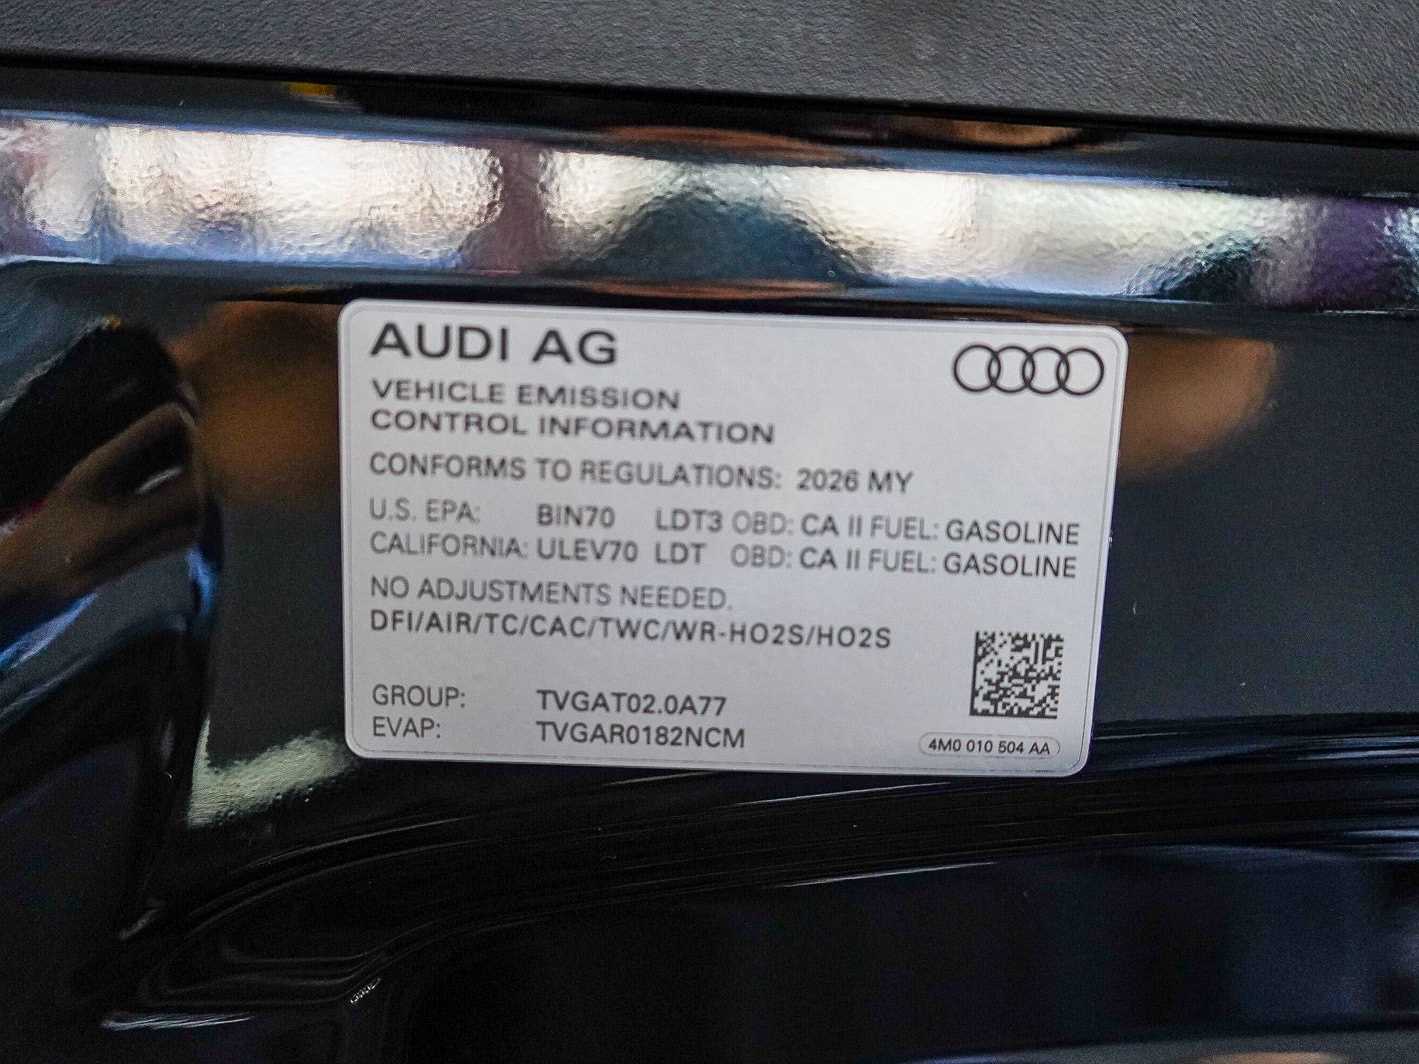 AUDI AG
VEHICLE EMISSION
CONTROL INFORMATION
CONFORMS TO REGULATIONS: 2026 MY
U.S. EPA: BIN70 LDT3 OBD: CA II FUEL: GASOLINE
CALIFORNIA: ULEV70 LDT OBD: CA II FUEL: GASOLINE
NO ADJUSTMENTS NEEDED.
DFI/AIR/TC/CAC/TWC/WR-HO2S/HO2S
GROUP: TVGAT02.0A77
EVAP: TVGAR0182NCM
4M0 010 504 AA